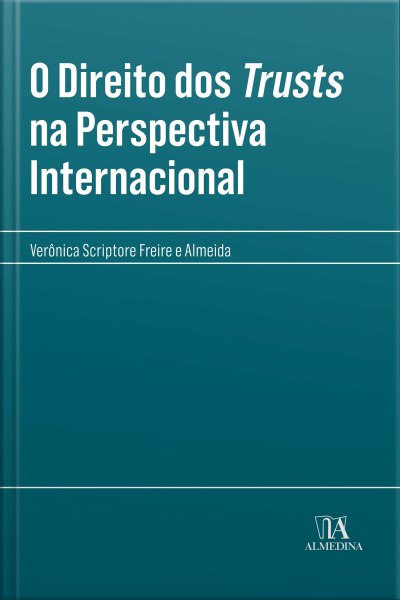 O Direito dos Trusts
na Perspectiva
Internacional
Verônica Scriptore Freire e Almeida
ALMEDINA